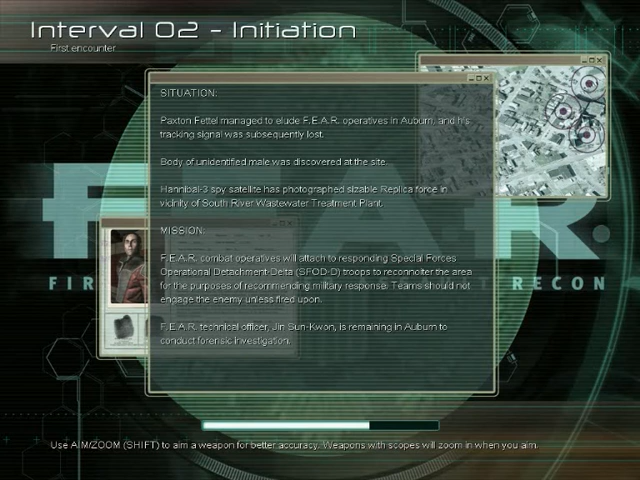 Interval 02 - Initiation
First encounter
SITUATION:
Paxton Fettel managed to elude F.E.A.R. operatives in Auburn, and his
tracking signal was subsequently lost.
Body of unidentified male was discovered at the site.
Hannibal-3 spy satellite has photographed sizable Replica force in
vicinity of South River Wastewater Treatment Plant.
MISSION:
F.E.A.R. combat operatives will attach to responding Special Forces
Operational Detachment-Delta (SFOD-D) troops to reconnoiter the area
for the purposes of recommending military response. Teams should not
engage the enemy unless fired upon.
F.E.A.R. technical officer, Jin Sun-Kwon, is remaining in Auburn to
conduct forensic investigation.
F.E.A.R.
FIR
RECON
Use AIM/ZOOM (SHIFT) to aim a weapon for better accuracy. Weapons with scopes will zoom in when you aim.